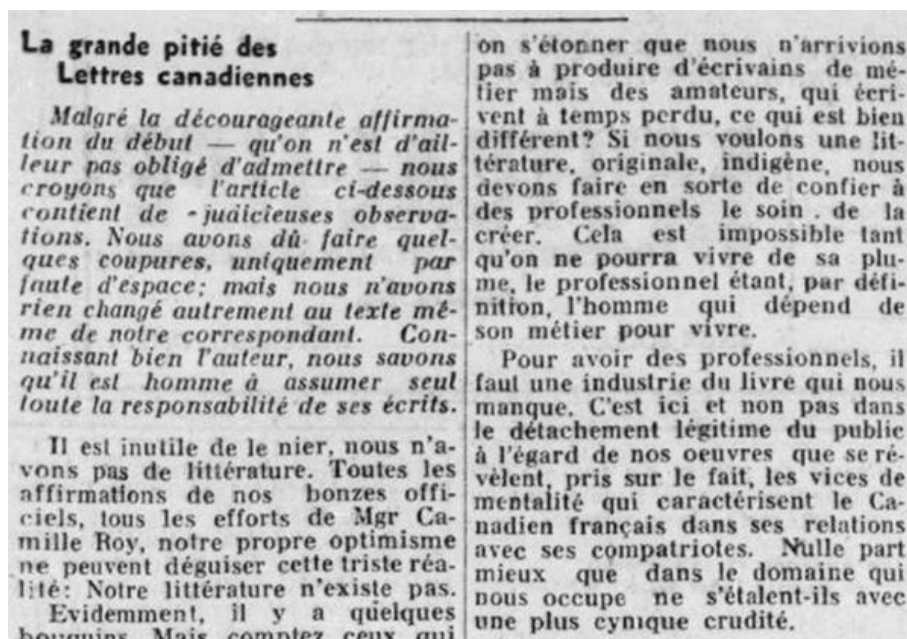 La grande pitié des
Lettres canadiennes
Malgré la décourageante affirma-
tion du début — qu'on n'est d'ail-
leur pas obligé d'admettre — nous
croyons que l'article ci-dessous
contient de judicieuses observa-
tions. Nous avons dû faire quel-
ques coupures, uniquement par
faute d'espace; mais nous n'avons
rien changé autrement au texte mê-
me de notre correspondant. Con-
naissant bien l'auteur, nous savons
qu'il est homme à assumer seul
toute la responsabilité de ses écrits.
Il est inutile de le nier, nous n'a-
vons pas de littérature. Toutes les
affirmations de nos bonzes offi-
ciels, tous les efforts de Mgr Ca-
mille Roy, notre propre optimisme
ne peuvent déguiser cette triste réa-
lité: Notre littérature n'existe pas.
Evidemment, il y a quelques
bouquins. Mais comptez ceux qui
on s'étonner que nous n'arrivions
pas à produire d'écrivains de mé-
tier mais des amateurs, qui écri-
vent à temps perdu, ce qui est bien
différent? Si nous voulons une lit-
térature, originale, indigène, nous
devons faire en sorte de confier à
des professionnels le soin . de la
créer. Cela est impossible tant
qu'on ne pourra vivre de sa plu-
me, le professionnel étant, par défi-
nition, l'homme qui dépend de
son métier pour vivre.
Pour avoir des professionnels, il
faut une industrie du livre qui nous
manque. C'est ici et non pas dans
le détachement légitime du public
à l'égard de nos oeuvres que se ré-
vèlent, pris sur le fait, les vices de
mentalité qui caractérisent le Ca-
nadien français dans ses relations
avec ses compatriotes. Nulle part
mieux que dans le domaine qui
nous occupe ne s'étalent-ils avec
une plus cynique crudité.